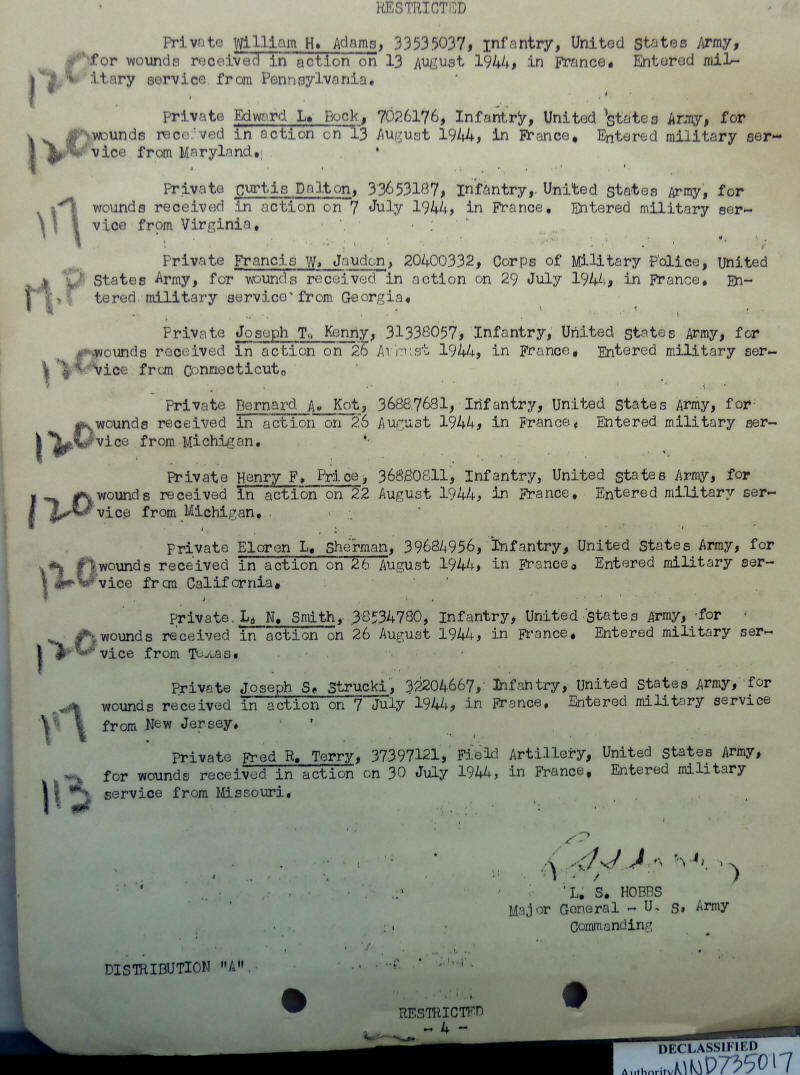 RESTRICTED
Private William H. Adams, 33535037, Infantry, United States Army,
for wounds received in action on 13 August 1944, in France. Entered mil-
itary service from Pennsylvania.
Private Edward L. Bock, 7026176, Infantry, United States Army, for
120 wounds received in action on 13 August 1944, in France. Entered military ser-
vice from Maryland.
Private Curtis Dalton, 33653187, Infantry, United States Army, for
117 wounds received in action on 7 July 1944, in France. Entered military ser-
vice from Virginia.
Private Francis W. Jaudon, 20400332, Corps of Military Police, United
States Army, for wounds received in action on 29 July 1944, in France. En-
tered military service from Georgia.
Private Joseph T. Kenny, 31338057, Infantry, United States Army, for
120 wounds received in action on 26 August 1944, in France. Entered military ser-
vice from Connecticut.
Private Bernard A. Kot, 36887681, Infantry, United States Army, for
120 wounds received in action on 26 August 1944, in France. Entered military ser-
vice from Michigan.
Private Henry F. Price, 36880811, Infantry, United States Army, for
120 wounds received in action on 22 August 1944, in France. Entered military ser-
vice from Michigan.
Private Eloren L. Sherman, 39684956, Infantry, United States Army, for
120 wounds received in action on 26 August 1944, in France. Entered military ser-
vice from California.
Private L. N. Smith, 38534780, Infantry, United States Army, for
120 wounds received in action on 26 August 1944, in France. Entered military ser-
vice from Texas.
Private Joseph S. Strucki, 32204667, Infantry, United States Army, for
117 wounds received in action on 7 July 1944, in France. Entered military service
from New Jersey.
Private Fred R. Terry, 37397121, Field Artillery, United States Army,
for wounds received in action on 30 July 1944, in France. Entered military
113 service from Missouri.
L. S. HOBBS
Major General - U. S. Army
Commanding
DISTRIBUTION "A".
RESTRICTED
- 4 -
DECLASSIFIED
Authority NND735017